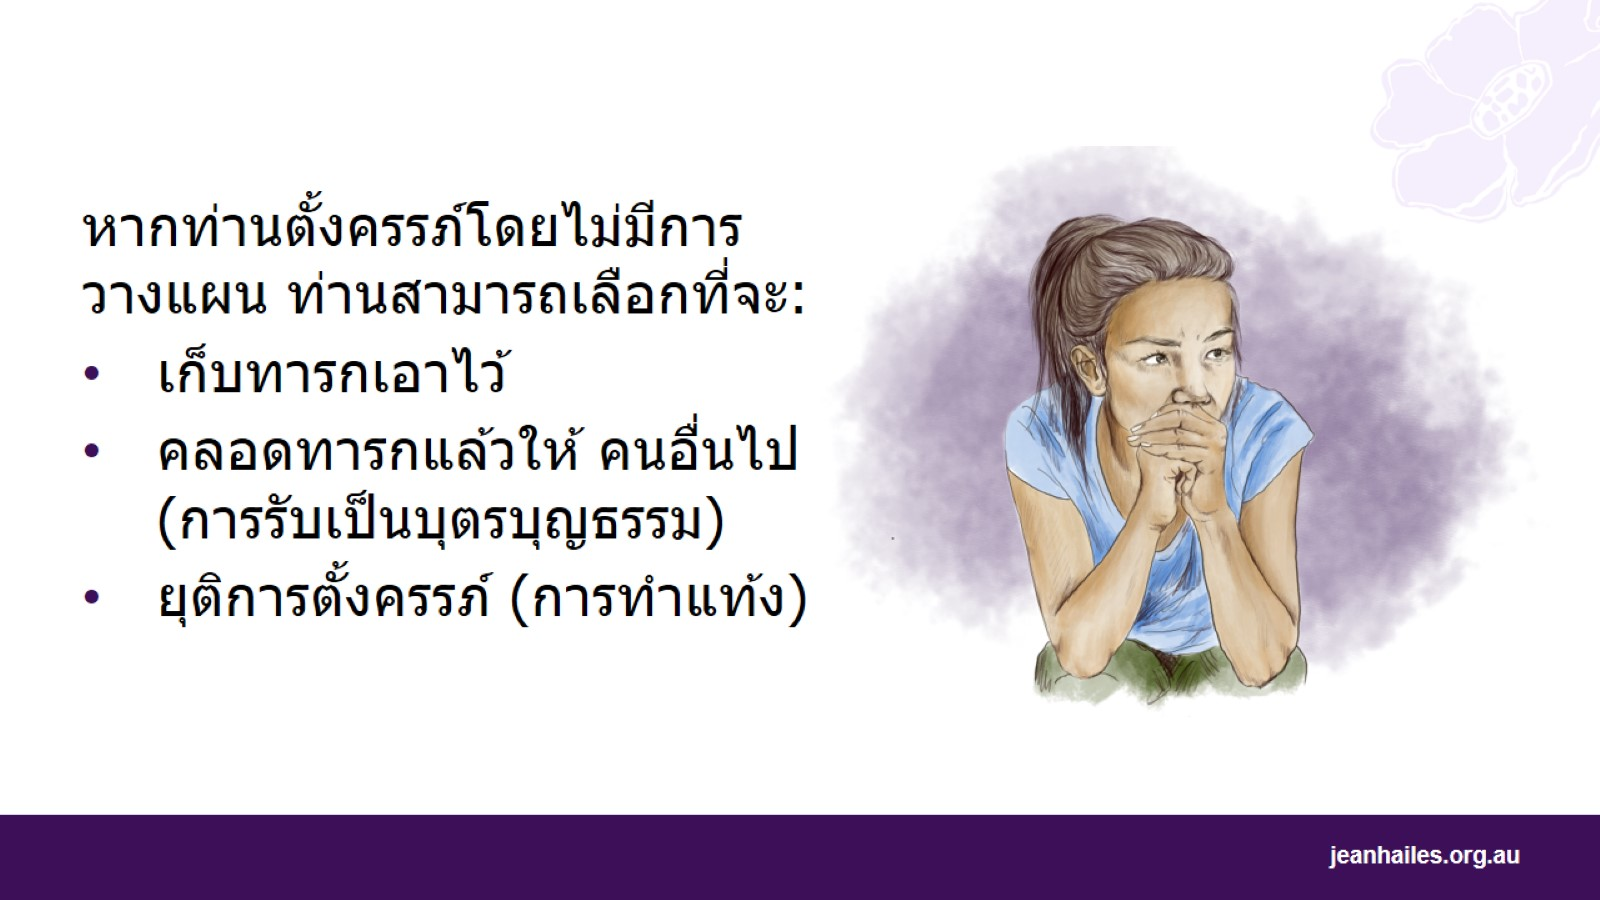 หากท่านตั้งครรภ์โดยไม่มีการ
วางแผน ท่านสามารถเลือกที่จะ:
• เก็บทารกเอาไว้
• คลอดทารกแล้วให้ คนอื่นไป
(การรับเป็นบุตรบุญธรรม)
• ยุติการตั้งครรภ์ (การทำแท้ง)
jeanhailes.org.au